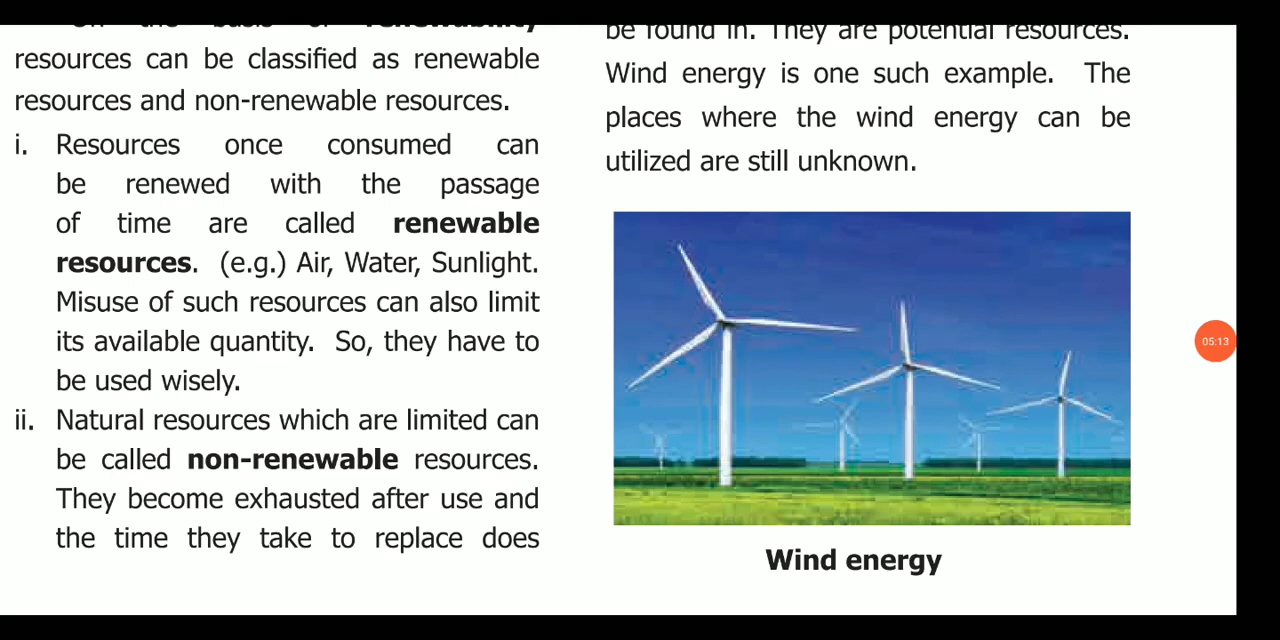 On the basis of renewability
resources can be classified as renewable
resources and non-renewable resources.
i. Resources once consumed can
be renewed with the passage
of time are called renewable
resources. (e.g.) Air, Water, Sunlight.
Misuse of such resources can also limit
its available quantity. So, they have to
be used wisely.
ii. Natural resources which are limited can
be called non-renewable resources.
They become exhausted after use and
the time they take to replace does
be found in. They are potential resources.
Wind energy is one such example. The
places where the wind energy can be
utilized are still unknown.
Wind energy
05:13